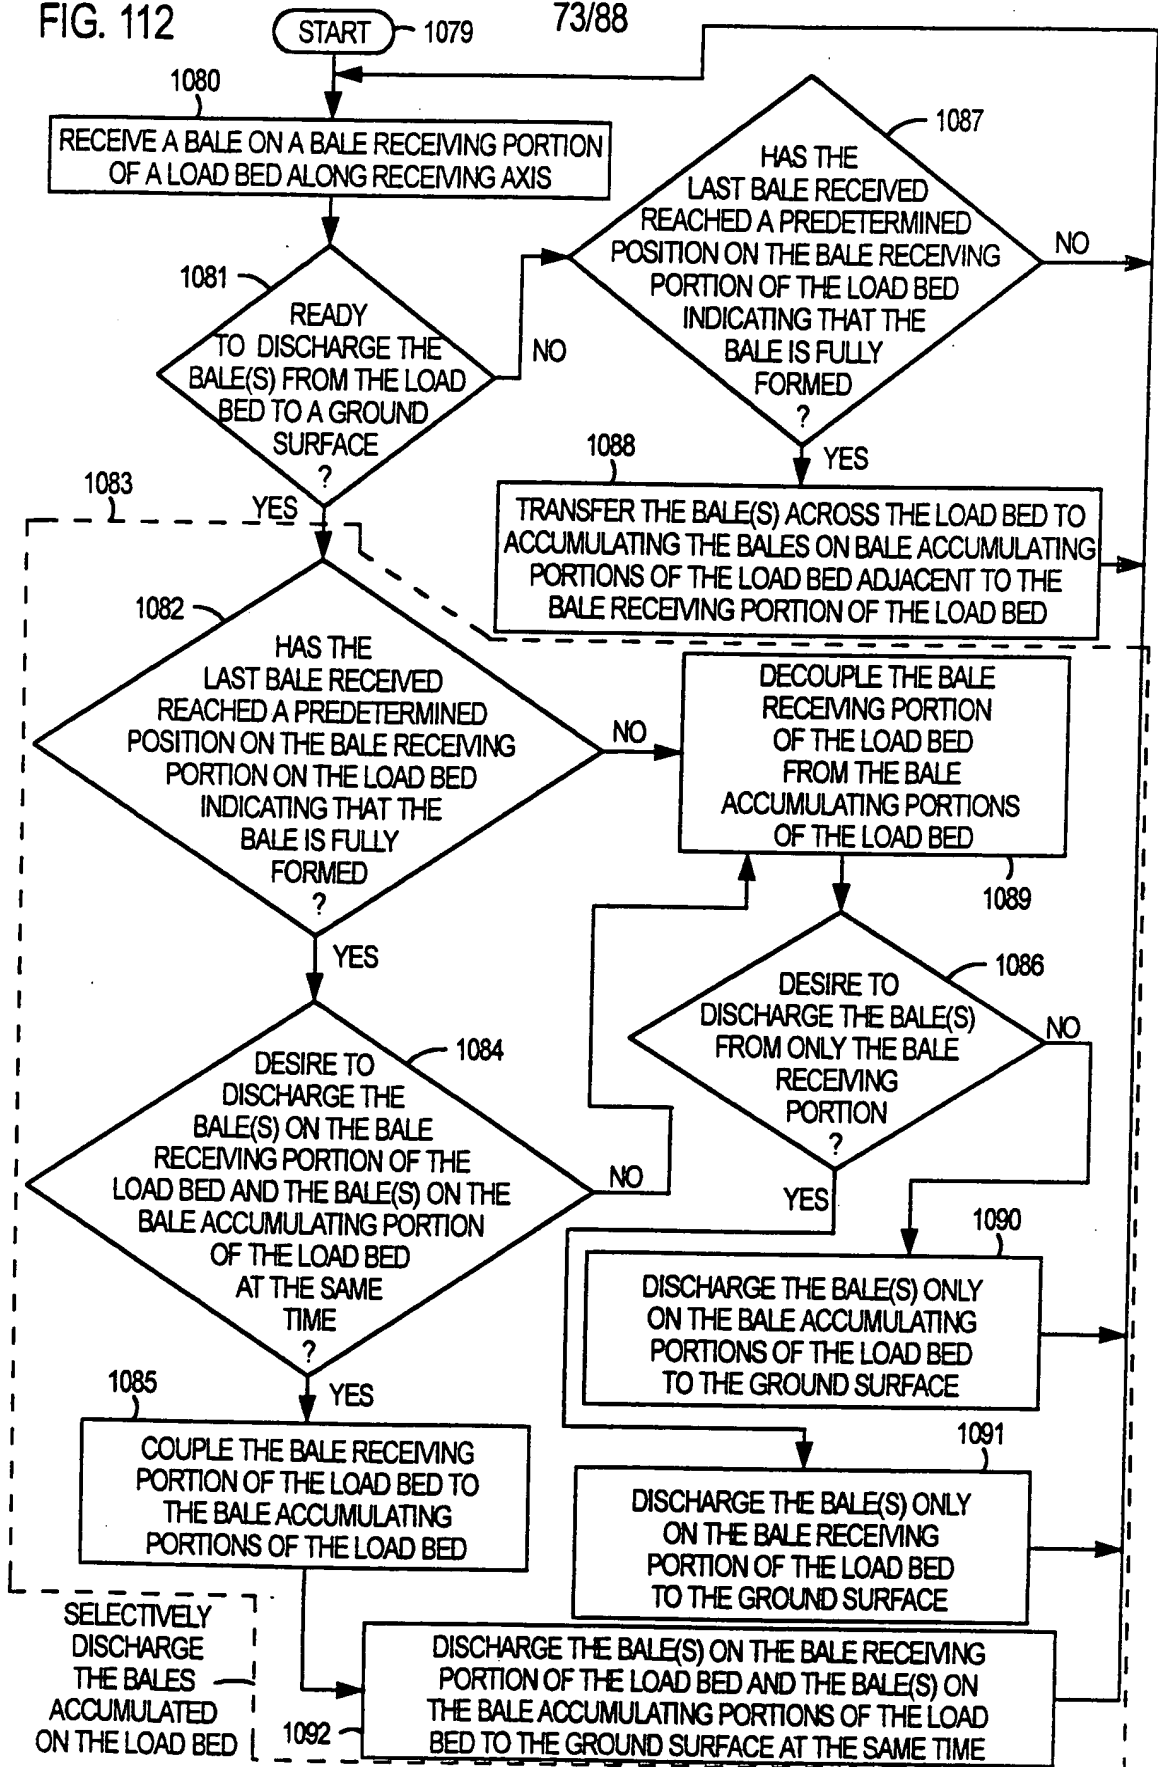 FIG. 112
73/88
START
1079
1080
RECEIVE A BALE ON A BALE RECEIVING PORTION
OF A LOAD BED ALONG RECEIVING AXIS
1081
READY
TO DISCHARGE THE
BALE(S) FROM THE LOAD
BED TO A GROUND
SURFACE
?
NO
YES
1087
HAS THE
LAST BALE RECEIVED
REACHED A PREDETERMINED
POSITION ON THE BALE RECEIVING
PORTION OF THE LOAD BED
INDICATING THAT THE
BALE IS FULLY
FORMED
?
NO
YES
1088
TRANSFER THE BALE(S) ACROSS THE LOAD BED TO
ACCUMULATING THE BALES ON BALE ACCUMULATING
PORTIONS OF THE LOAD BED ADJACENT TO THE
BALE RECEIVING PORTION OF THE LOAD BED
1083
1082
HAS THE
LAST BALE RECEIVED
REACHED A PREDETERMINED
POSITION ON THE BALE RECEIVING
PORTION ON THE LOAD BED
INDICATING THAT THE
BALE IS FULLY
FORMED
?
NO
YES
DECOUPLE THE BALE
RECEIVING PORTION
OF THE LOAD BED
FROM THE BALE
ACCUMULATING PORTIONS
OF THE LOAD BED
1089
1084
DESIRE TO
DISCHARGE THE
BALE(S) ON THE BALE
RECEIVING PORTION OF THE
LOAD BED AND THE BALE(S) ON THE
BALE ACCUMULATING PORTION
OF THE LOAD BED
AT THE SAME
TIME
?
NO
YES
1086
DESIRE TO
DISCHARGE THE BALE(S)
FROM ONLY THE BALE
RECEIVING
PORTION
?
NO
YES
1090
DISCHARGE THE BALE(S) ONLY
ON THE BALE ACCUMULATING
PORTIONS OF THE LOAD BED
TO THE GROUND SURFACE
1085
COUPLE THE BALE RECEIVING
PORTION OF THE LOAD BED TO
THE BALE ACCUMULATING
PORTIONS OF THE LOAD BED
1091
DISCHARGE THE BALE(S) ONLY
ON THE BALE RECEIVING
PORTION OF THE LOAD BED
TO THE GROUND SURFACE
SELECTIVELY
DISCHARGE
THE BALES
ACCUMULATED
ON THE LOAD BED
1092
DISCHARGE THE BALE(S) ON THE BALE RECEIVING
PORTION OF THE LOAD BED AND THE BALE(S) ON
THE BALE ACCUMULATING PORTIONS OF THE LOAD
BED TO THE GROUND SURFACE AT THE SAME TIME